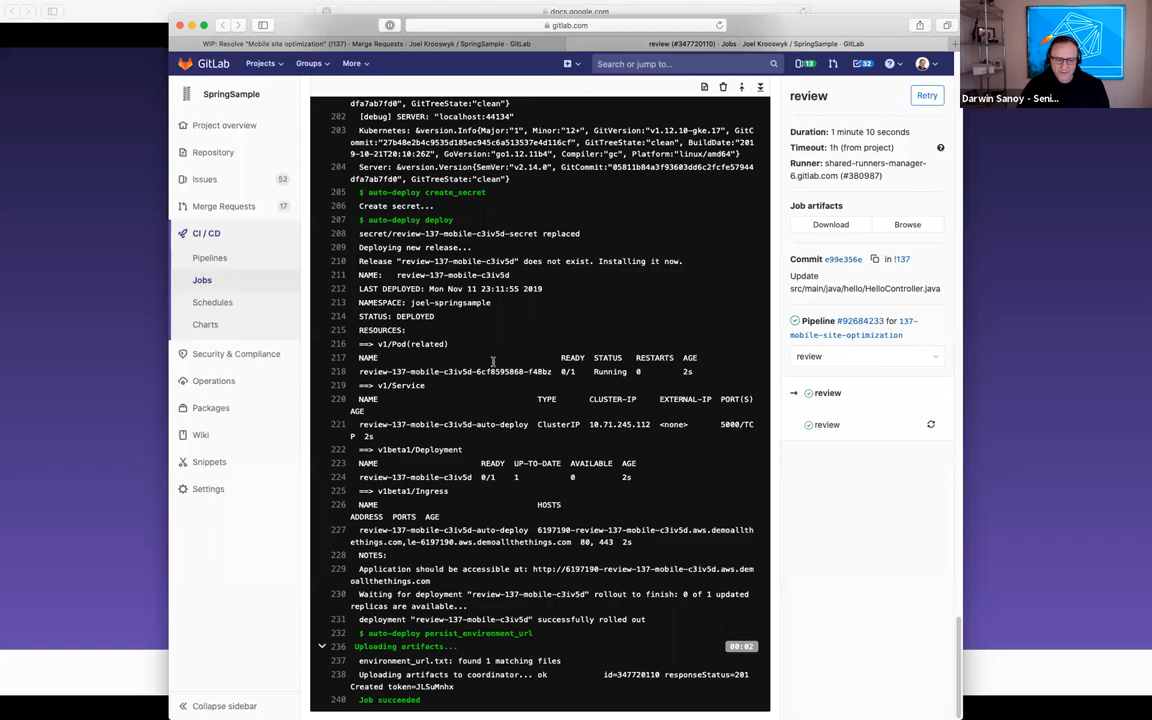 docs.google.com
gitlab.com
WIP: Resolve "Mobile site optimization" (!137) · Merge Requests · Joel Krooswyk / SpringSample · GitLab
review (#347720110) · Jobs · Joel Krooswyk / SpringSample · GitLab
GitLab Projects Groups More Search or jump to... 13 32
SpringSample
Project overview
Repository
Issues 52
Merge Requests 17
CI / CD
Pipelines
Jobs
Schedules
Charts
Security & Compliance
Operations
Packages
Wiki
Snippets
Settings
Collapse sidebar
dfa7ab7fd0", GitTreeState:"clean"}
202 [debug] SERVER: "localhost:44134"
203 Kubernetes: &version.Info{Major:"1", Minor:"12+", GitVersion:"v1.12.10-gke.17", GitC
ommit:"27b48e2b4c9535d185ec945c6a513537e4d116cf", GitTreeState:"clean", BuildDate:"201
9-10-21T20:10:26Z", GoVersion:"go1.12.11b4", Compiler:"gc", Platform:"linux/amd64"}
204 Server: &version.Version{SemVer:"v2.14.0", GitCommit:"05811b84a3f93603dd6c2fcfe57944
dfa7ab7fd0", GitTreeState:"clean"}
205 $ auto-deploy create_secret
206 Create secret...
207 $ auto-deploy deploy
208 secret/review-137-mobile-c3iv5d-secret replaced
209 Deploying new release...
210 Release "review-137-mobile-c3iv5d" does not exist. Installing it now.
211 NAME: review-137-mobile-c3iv5d
212 LAST DEPLOYED: Mon Nov 11 23:11:55 2019
213 NAMESPACE: joel-springsample
214 STATUS: DEPLOYED
215 RESOURCES:
216 ==> v1/Pod(related)
217 NAME READY STATUS RESTARTS AGE
218 review-137-mobile-c3iv5d-6cf8595868-f48bz 0/1 Running 0 2s
219 ==> v1/Service
220 NAME TYPE CLUSTER-IP EXTERNAL-IP PORT(S)
AGE
221 review-137-mobile-c3iv5d-auto-deploy ClusterIP 10.71.245.112 <none> 5000/TC
P 2s
222 ==> v1beta1/Deployment
223 NAME READY UP-TO-DATE AVAILABLE AGE
224 review-137-mobile-c3iv5d 0/1 1 0 2s
225 ==> v1beta1/Ingress
226 NAME HOSTS
ADDRESS PORTS AGE
227 review-137-mobile-c3iv5d-auto-deploy 6197190-review-137-mobile-c3iv5d.aws.demoallth
ethings.com,le-6197190.aws.demoallthethings.com 80, 443 2s
228 NOTES:
229 Application should be accessible at: http://6197190-review-137-mobile-c3iv5d.aws.dem
oallthethings.com
230 Waiting for deployment "review-137-mobile-c3iv5d" rollout to finish: 0 of 1 updated
replicas are available...
231 deployment "review-137-mobile-c3iv5d" successfully rolled out
232 $ auto-deploy persist_environment_url
236 Uploading artifacts... 00:02
237 environment_url.txt: found 1 matching files
238 Uploading artifacts to coordinator... ok id=347720110 responseStatus=201
Created token=JLSuMnhx
240 Job succeeded
review Retry
Duration: 1 minute 10 seconds
Timeout: 1h (from project)
Runner: shared-runners-manager-
6.gitlab.com (#380987)
Job artifacts
Download Browse
Commit e99e356e in !137
Update
src/main/java/hello/HelloController.java
Pipeline #92684233 for 137-
mobile-site-optimization
review
→ review
review
Darwin Sanoy - Seni...